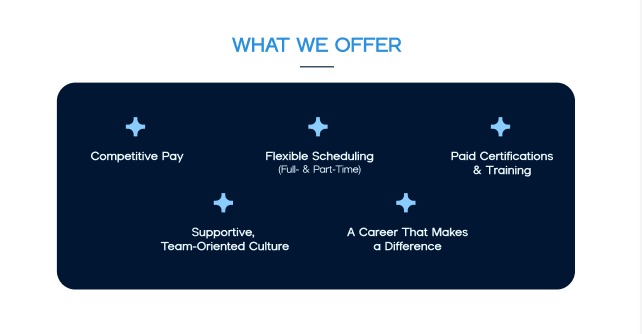 WHAT WE OFFER
Competitive Pay
Flexible Scheduling
(Full- & Part-Time)
Paid Certifications
& Training
Supportive,
Team-Oriented Culture
A Career That Makes
a Difference